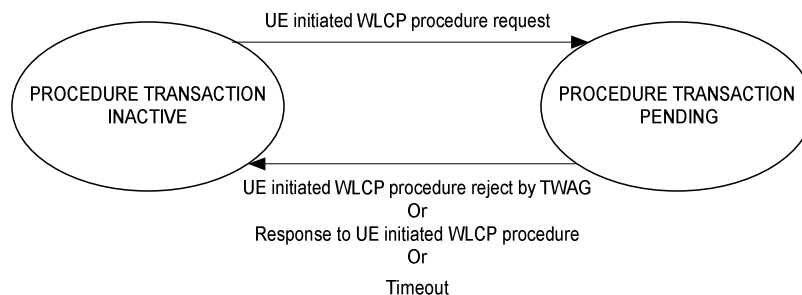 UE initiated WLCP procedure request
PROCEDURE TRANSACTION
INACTIVE
PROCEDURE TRANSACTION
PENDING
UE initiated WLCP procedure reject by TWAG
Or
Response to UE initiated WLCP procedure
Or
Timeout